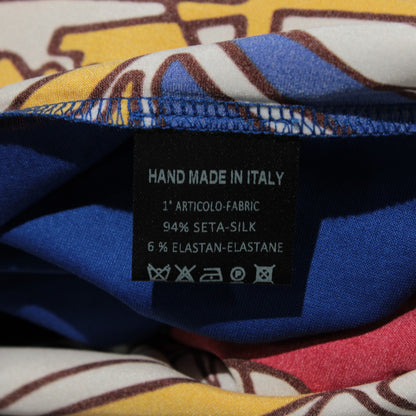 HAND MADE IN ITALY
1° ARTICOLO-FABRIC
94% SETA-SILK
6 % ELASTAN-ELASTANE